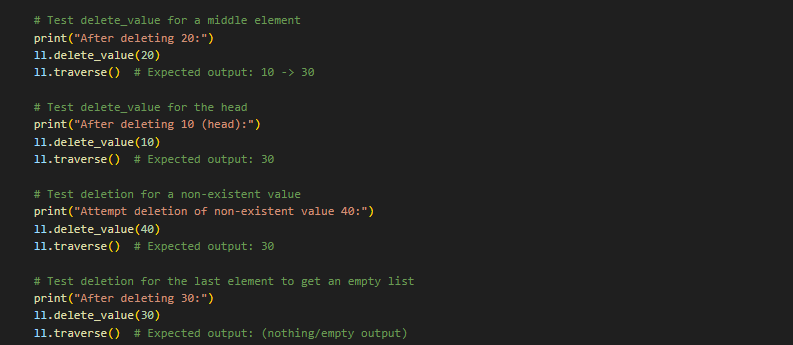 # Test delete_value for a middle element
print("After deleting 20:")
ll.delete_value(20)
ll.traverse()  # Expected output: 10 -> 30
# Test delete_value for the head
print("After deleting 10 (head):")
ll.delete_value(10)
ll.traverse()  # Expected output: 30
# Test deletion for a non-existent value
print("Attempt deletion of non-existent value 40:")
ll.delete_value(40)
ll.traverse()  # Expected output: 30
# Test deletion for the last element to get an empty list
print("After deleting 30:")
ll.delete_value(30)
ll.traverse()  # Expected output: (nothing/empty output)